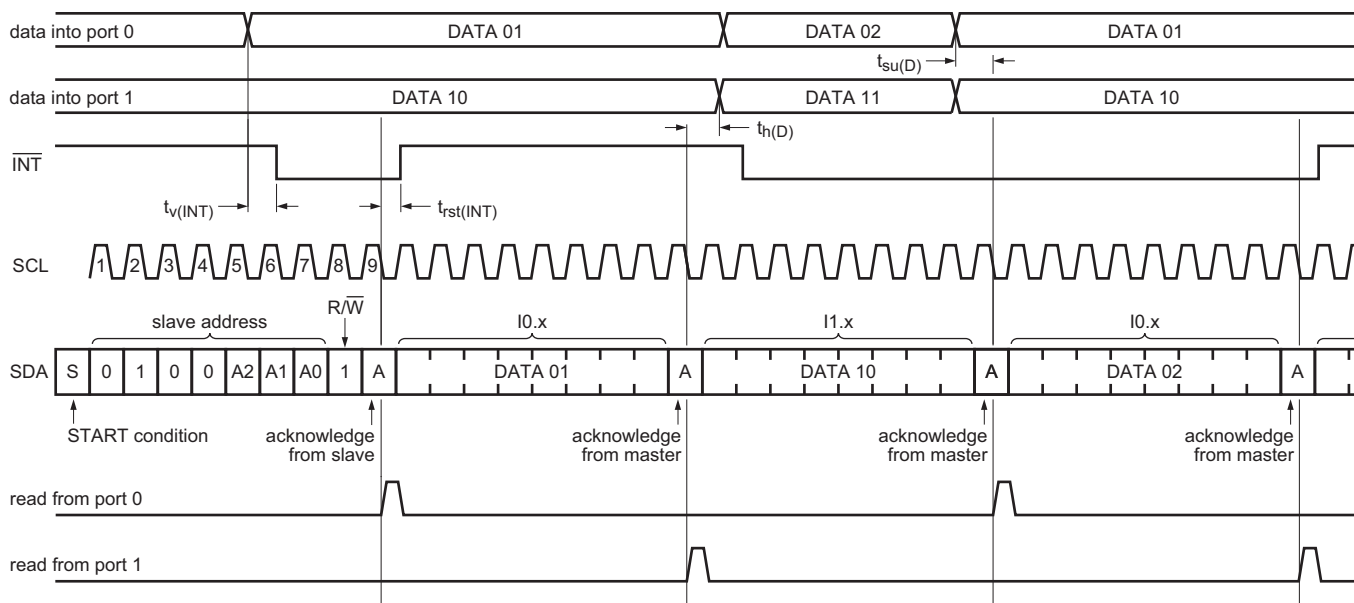 data into port 0 DATA 01 DATA 02 DATA 01
tsu(D)
data into port 1 DATA 10 DATA 11 DATA 10
th(D)
INT
tv(INT) trst(INT)
SCL 1 2 3 4 5 6 7 8 9
R/W
slave address I0.x I1.x I0.x
SDA S 0 1 0 0 A2 A1 A0 1 A DATA 01 A DATA 10 A DATA 02 A
START condition acknowledge acknowledge acknowledge acknowledge
from slave from master from master from master
read from port 0
read from port 1